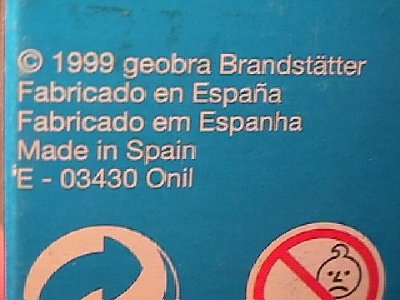 © 1999 geobra Brandstätter
Fabricado en España
Fabricado em Espanha
Made in Spain
E - 03430 Onil